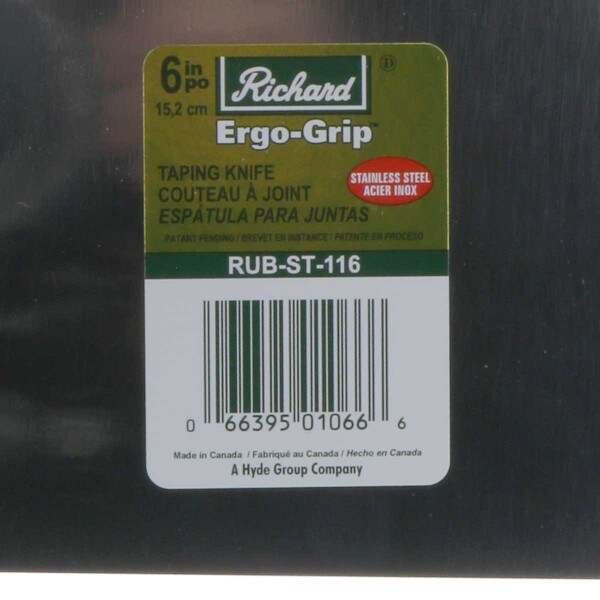 6 in
po
15,2 cm
Richard
Ergo-Grip™
TAPING KNIFE
COUTEAU À JOINT
ESPÁTULA PARA JUNTAS
STAINLESS STEEL
ACIER INOX
PATANT PENDING / BREVET EN INSTANCE / PATENTE EN PROCESO
RUB-ST-116
0 66395 01066 6
Made in Canada / Fabriqué au Canada / Hecho en Canada
A Hyde Group Company